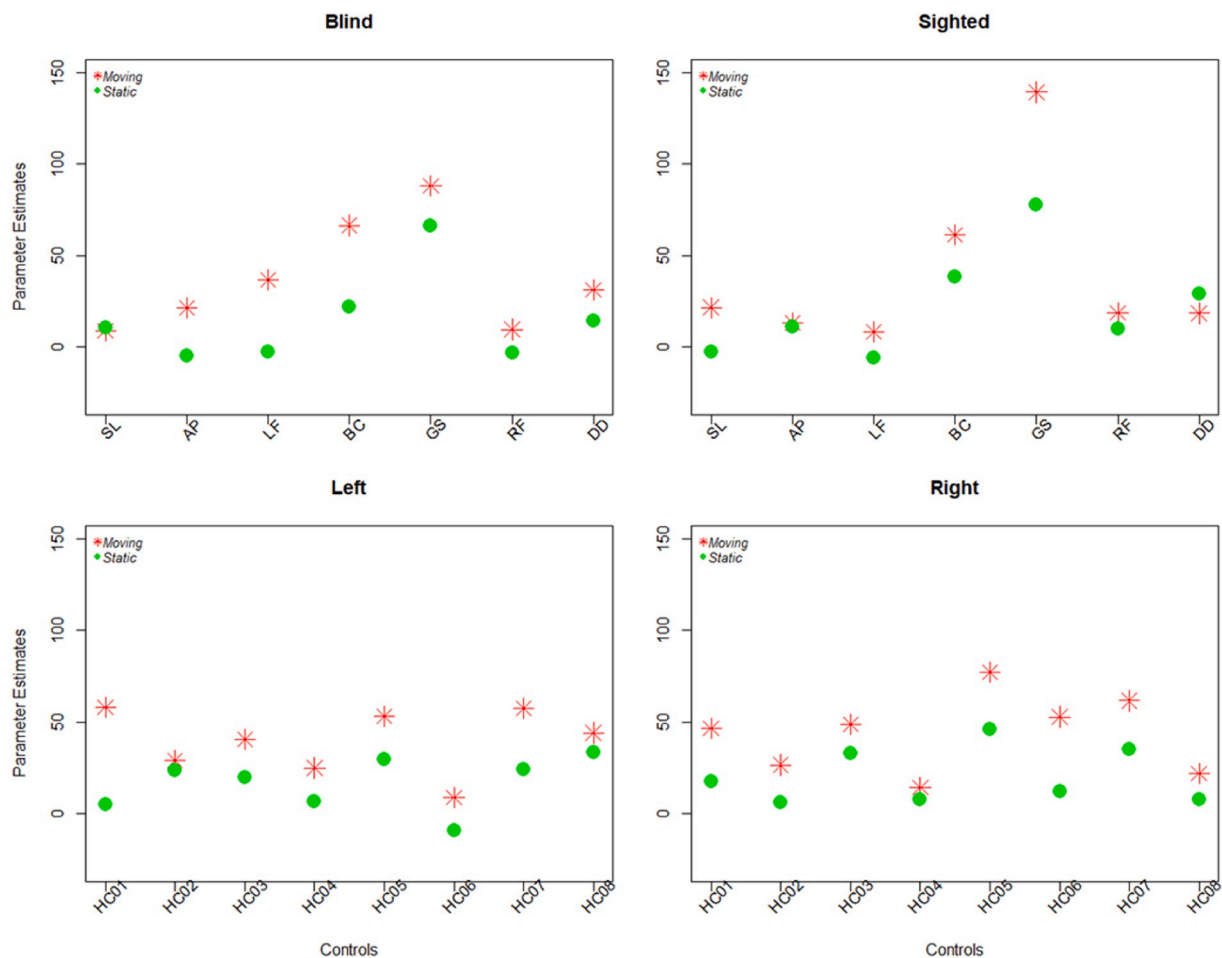 Blind
Parameter Estimates
150
100
50
0
Moving
Static
SL AP LF BC GS RF DD
Sighted
150
100
50
0
Moving
Static
SL AP LF BC GS RF DD
Left
Parameter Estimates
150
100
50
0
Moving
Static
HC01 HC02 HC03 HC04 HC05 HC06 HC07 HC08
Controls
Right
150
100
50
0
Moving
Static
HC01 HC02 HC03 HC04 HC05 HC06 HC07 HC08
Controls